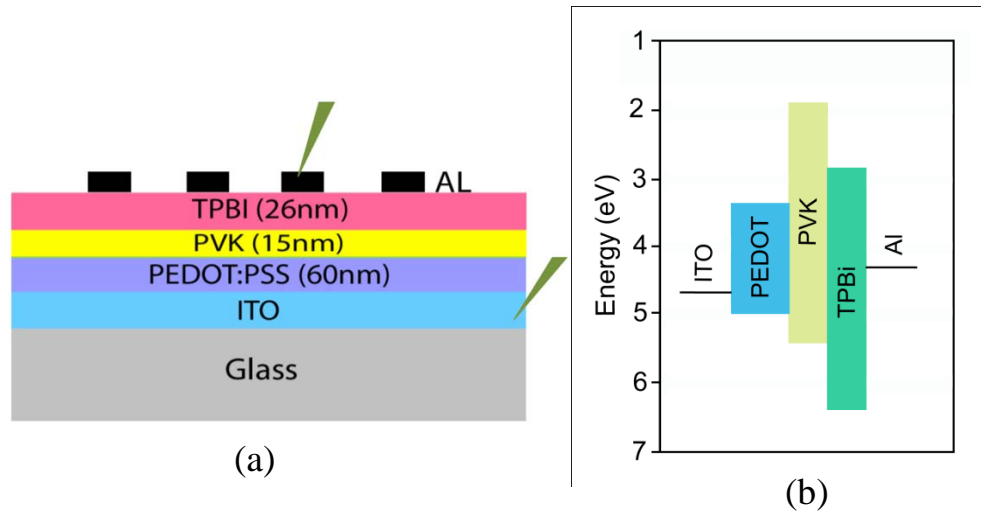 AL
TPBI (26nm)
PVK (15nm)
PEDOT:PSS (60nm)
ITO
Glass
(a)
Energy (eV)
1
2
3
4
5
6
7
ITO
PEDOT
PVK
TPBi
Al
(b)